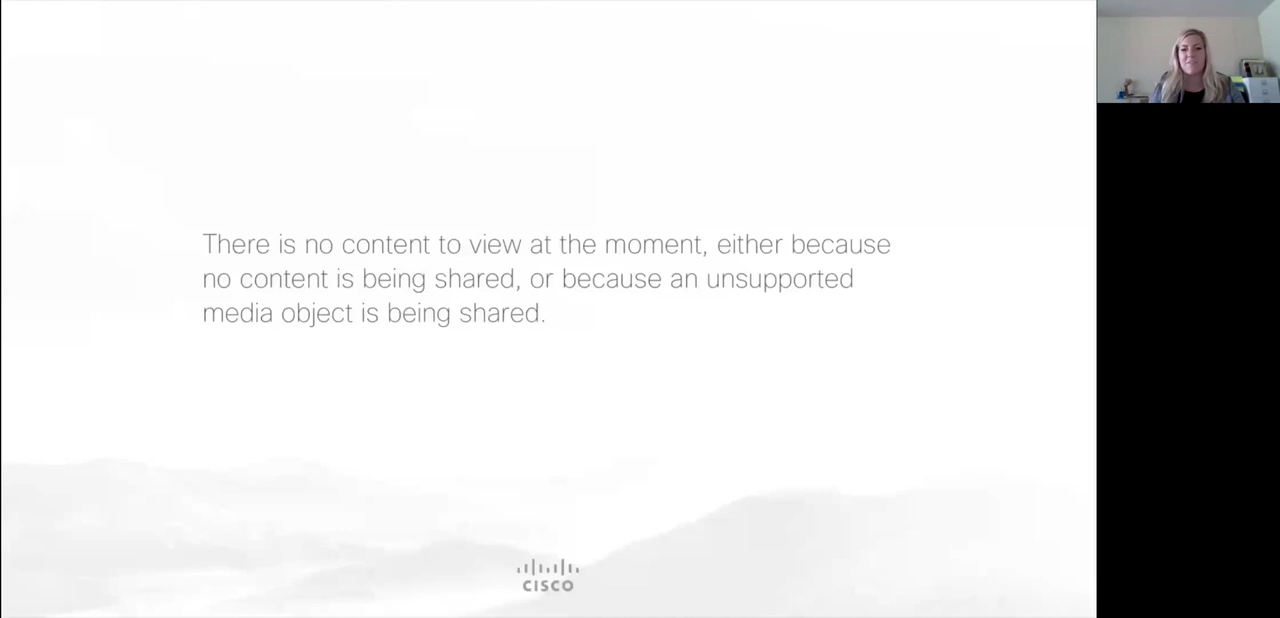 There is no content to view at the moment, either because
no content is being shared, or because an unsupported
media object is being shared.
CISCO